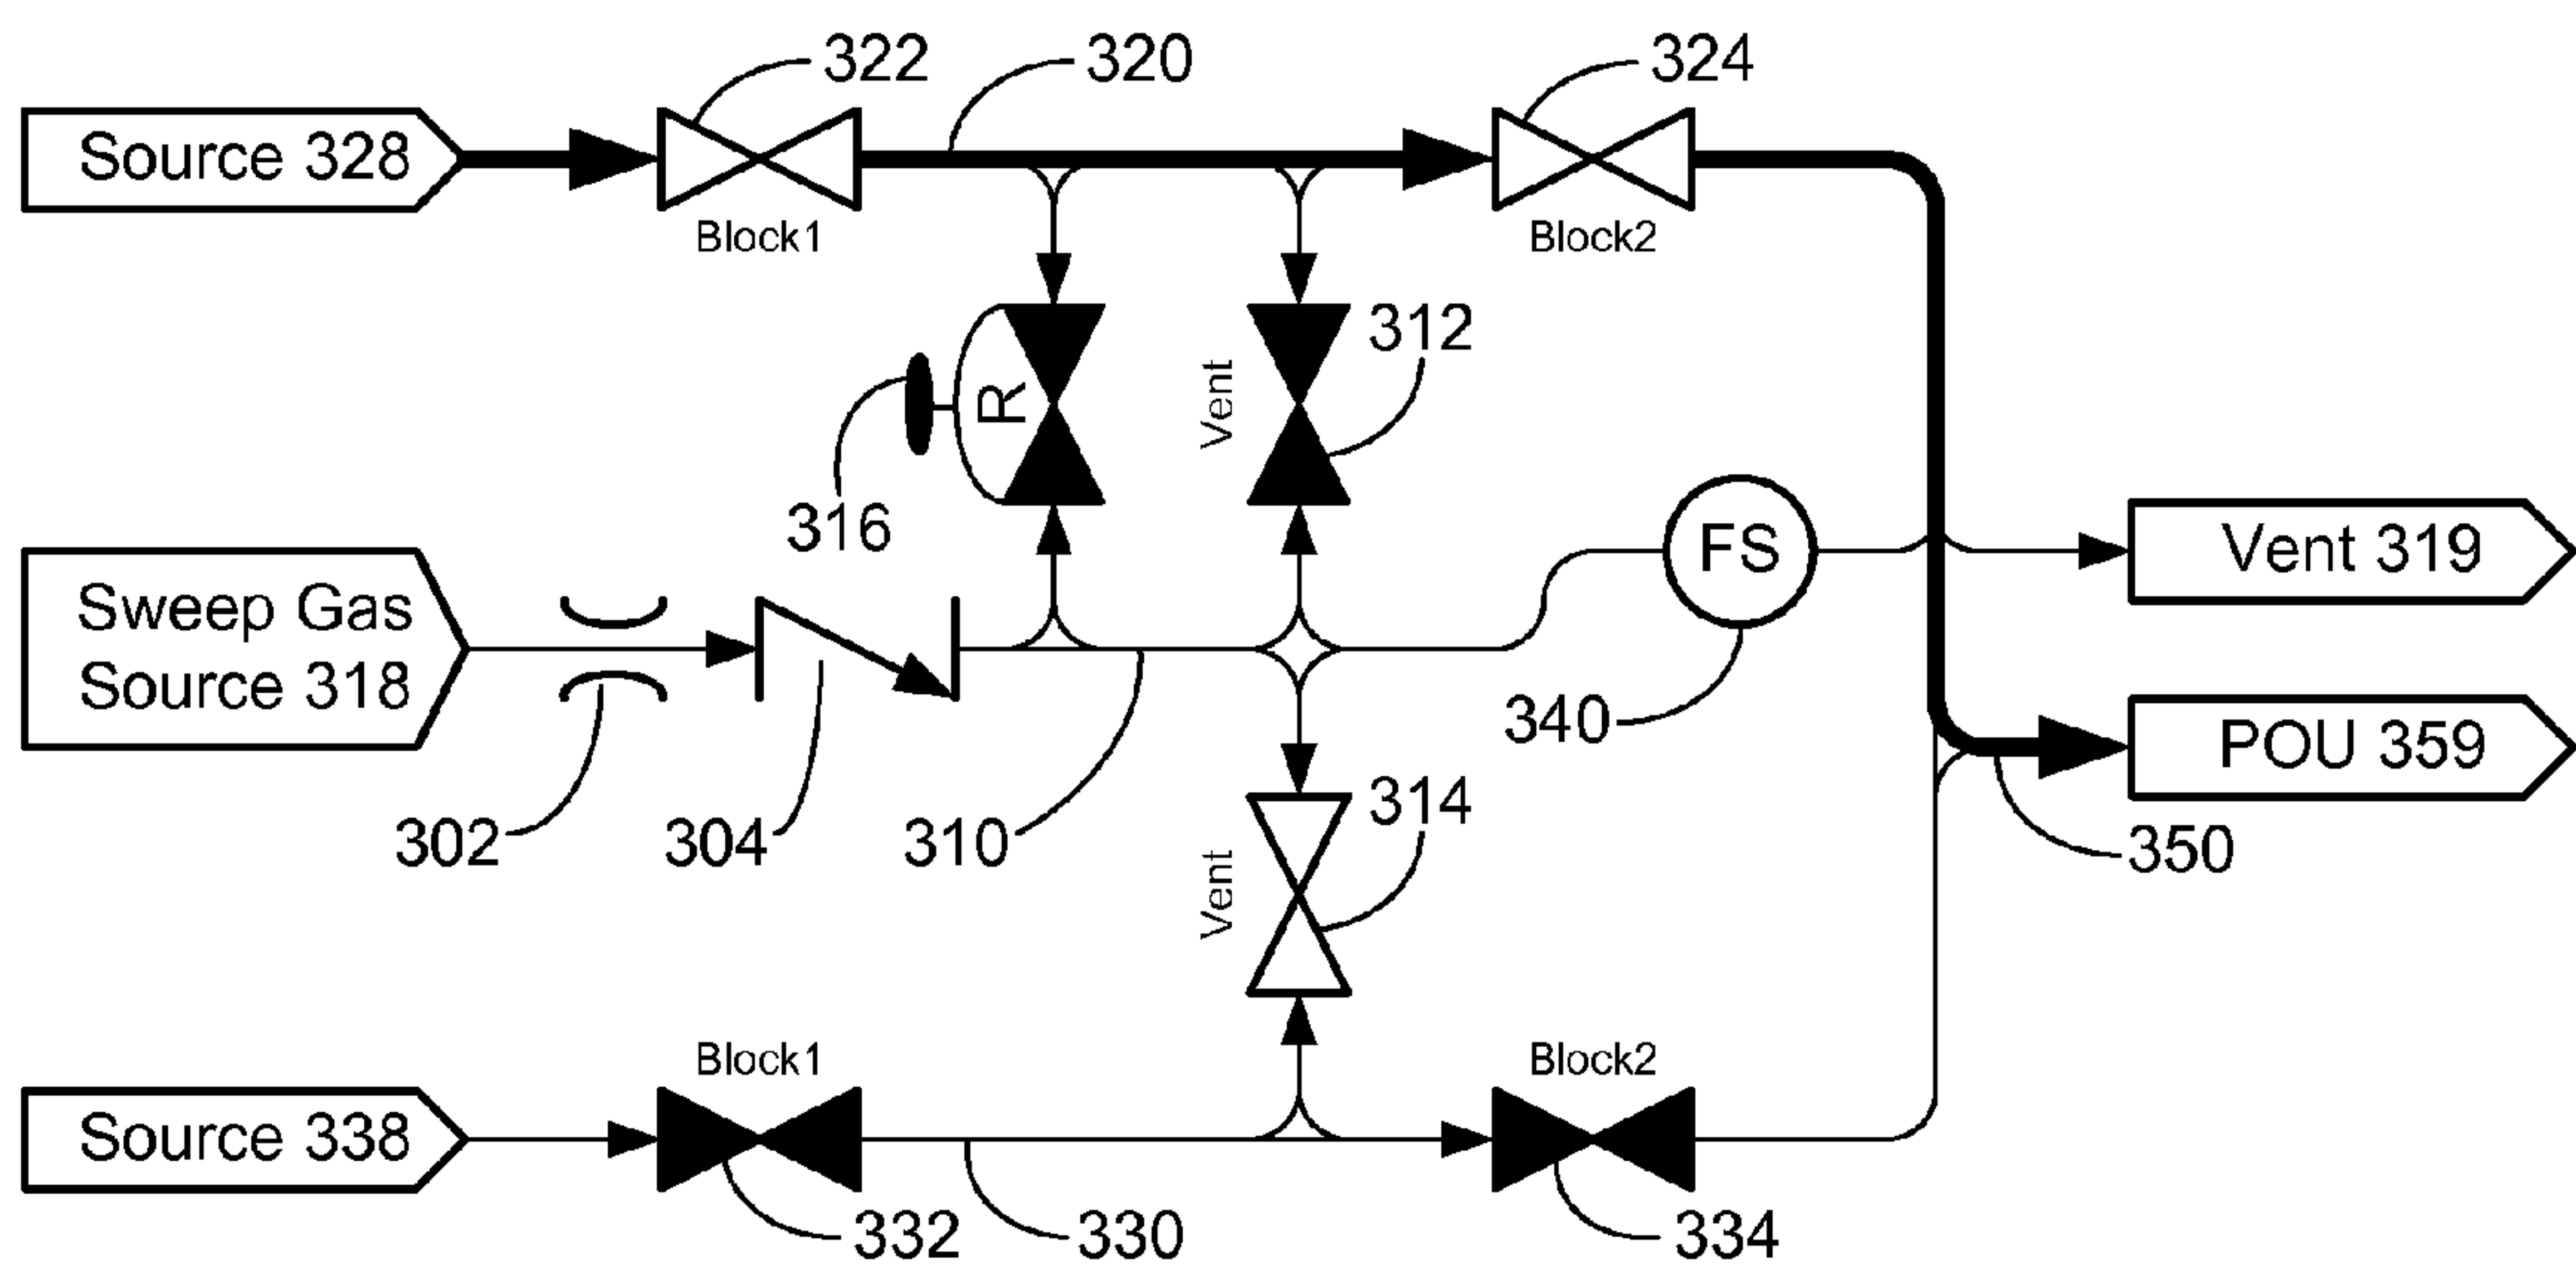 322
320
324
Source 328
Block1
Block2
312
Vent
R
316
FS
Vent 319
Sweep Gas
Source 318
340
POU 359
302
304
310
314
350
Vent
Block1
Block2
Source 338
332
330
334